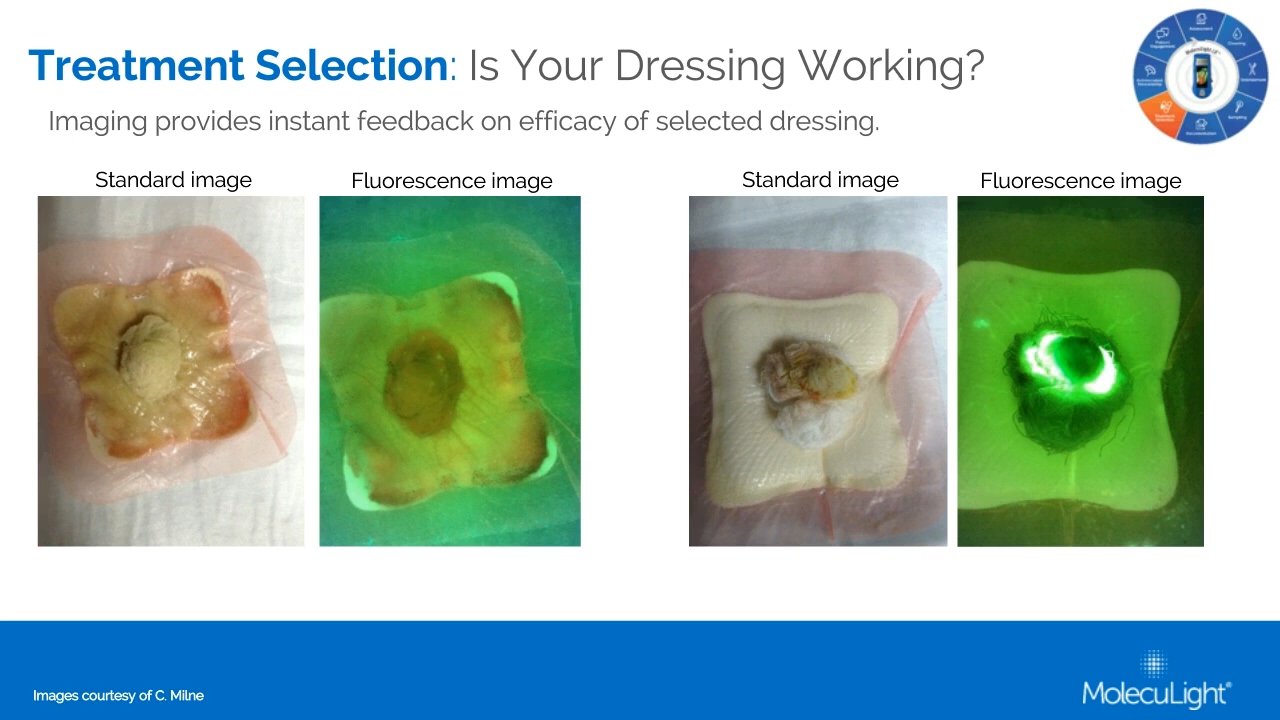 Treatment Selection: Is Your Dressing Working?
Imaging provides instant feedback on efficacy of selected dressing.
Standard image
Fluorescence image
Standard image
Fluorescence image
Images courtesy of C. Milne
MolecuLight®